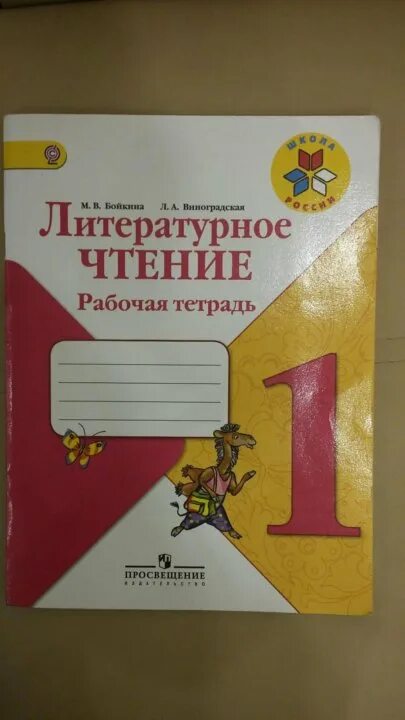 ШКОЛА
РОССИИ
М. В. Бойкина Л. А. Виноградская
Литературное
ЧТЕНИЕ
Рабочая тетрадь
1
ПРОСВЕЩЕНИЕ
ИЗДАТЕЛЬСТВО